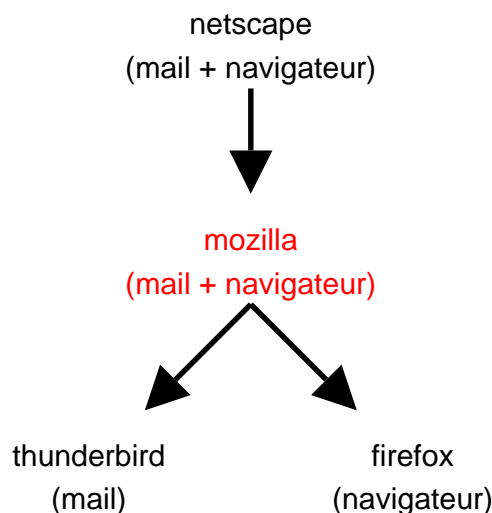 netscape
(mail + navigateur)
mozilla
(mail + navigateur)
thunderbird
(mail)
firefox
(navigateur)